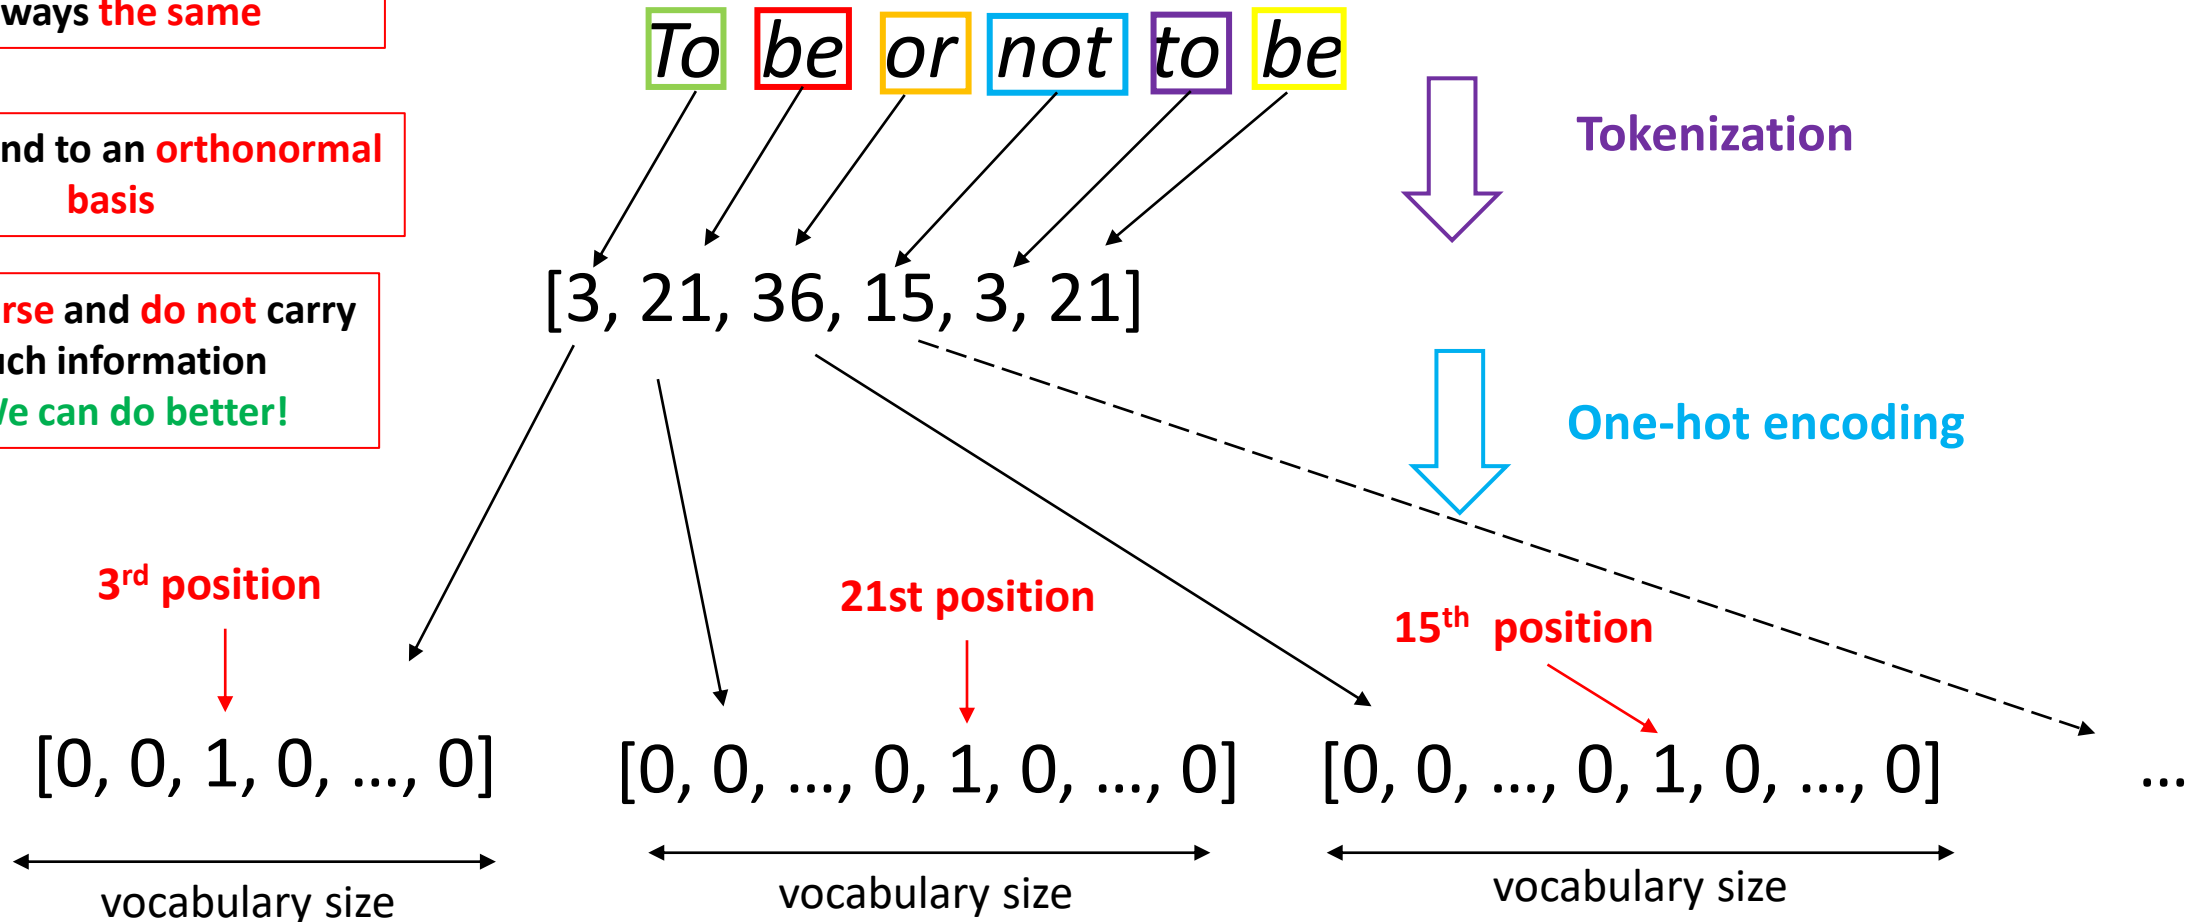 ways the same
To be or not to be
Tokenization
nd to an orthonormal
basis
[3, 21, 36, 15, 3, 21]
rse and do not carry
ch information
e can do better!
One-hot encoding
3rd position
21st position
15th position
[0, 0, 1, 0, ..., 0]
[0, 0, ..., 0, 1, 0, ..., 0]
[0, 0, ..., 0, 1, 0, ..., 0]
...
vocabulary size
vocabulary size
vocabulary size